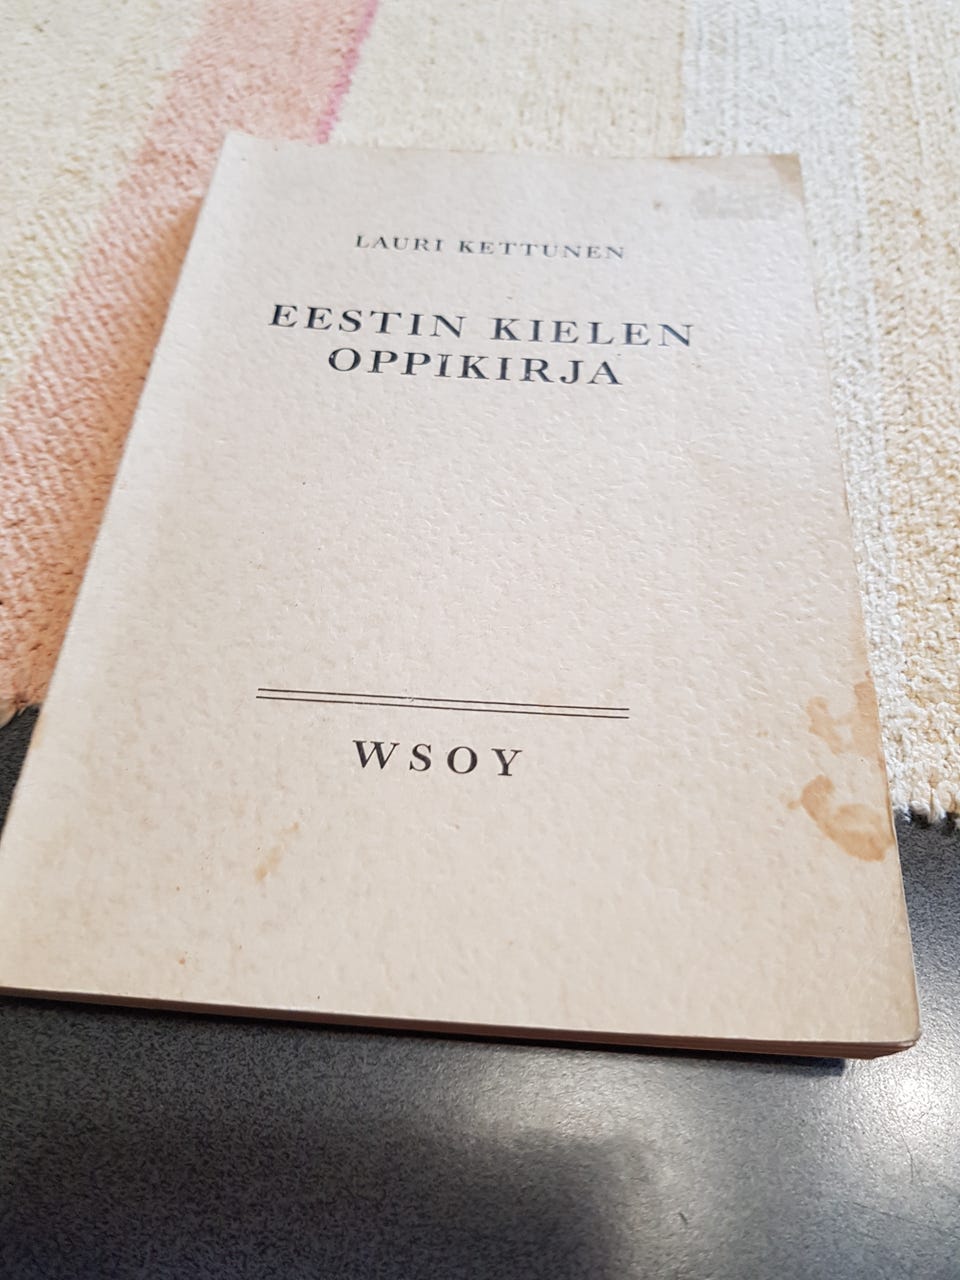 LAURI KETTUNEN
EESTIN KIELEN
OPPIKIRJA
WSOY